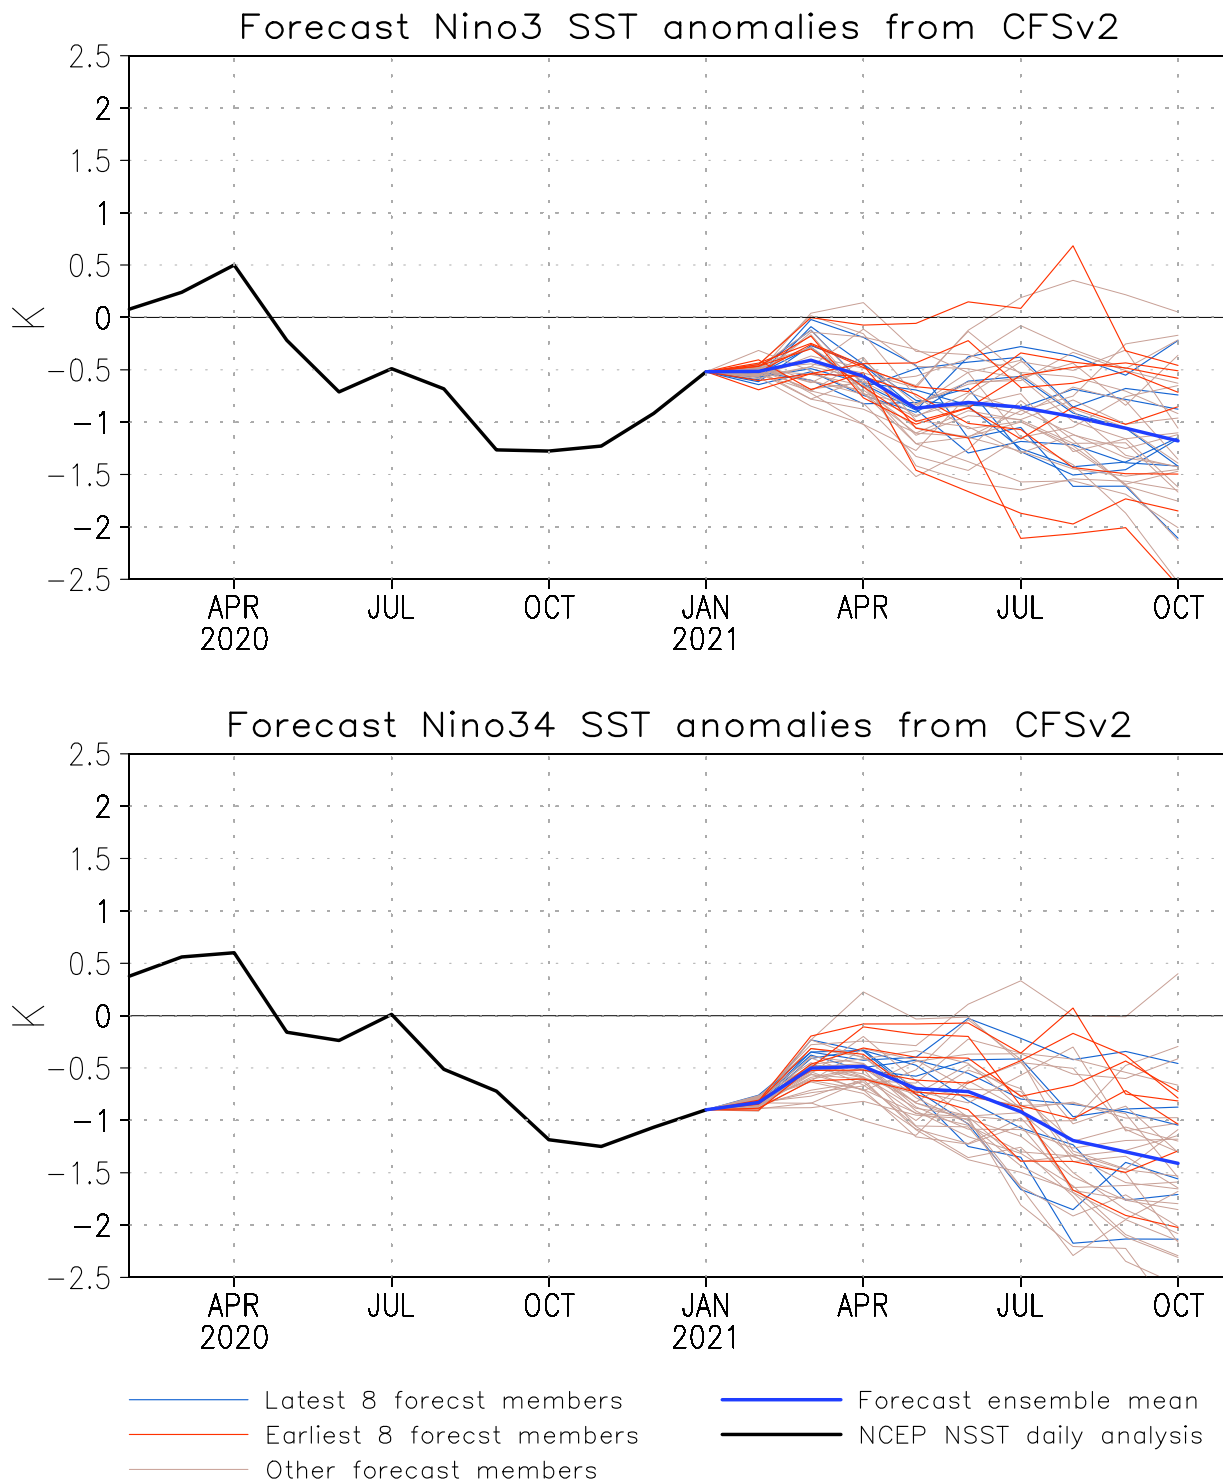 Forecast Nino3 SST anomalies from CFSv2
2.5
2
1.5
1
0.5
0
-0.5
-1
-1.5
-2
-2.5
K
APR JUL OCT JAN APR JUL OCT
2020 2021
Forecast Nino34 SST anomalies from CFSv2
2.5
2
1.5
1
0.5
0
-0.5
-1
-1.5
-2
-2.5
K
APR JUL OCT JAN APR JUL OCT
2020 2021
Latest 8 forecst members Forecast ensemble mean
Earliest 8 forecst members NCEP NSST daily analysis
Other forecast members